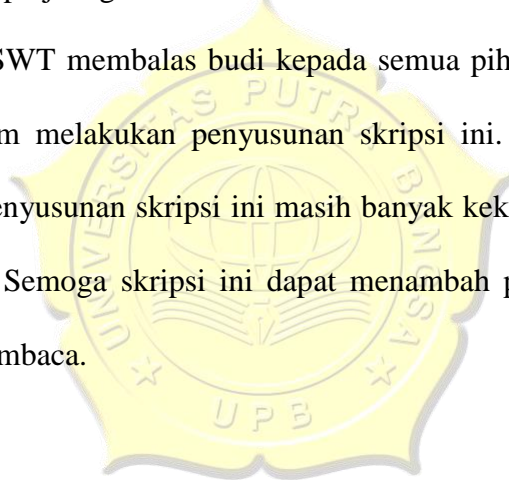 SWT membalas budi kepada semua pih
m melakukan penyusunan skripsi ini.
enyusunan skripsi ini masih banyak kek
Semoga skripsi ini dapat menambah p
mbaca.
UNIVERSITAS PUTRA BANGSA
UPB